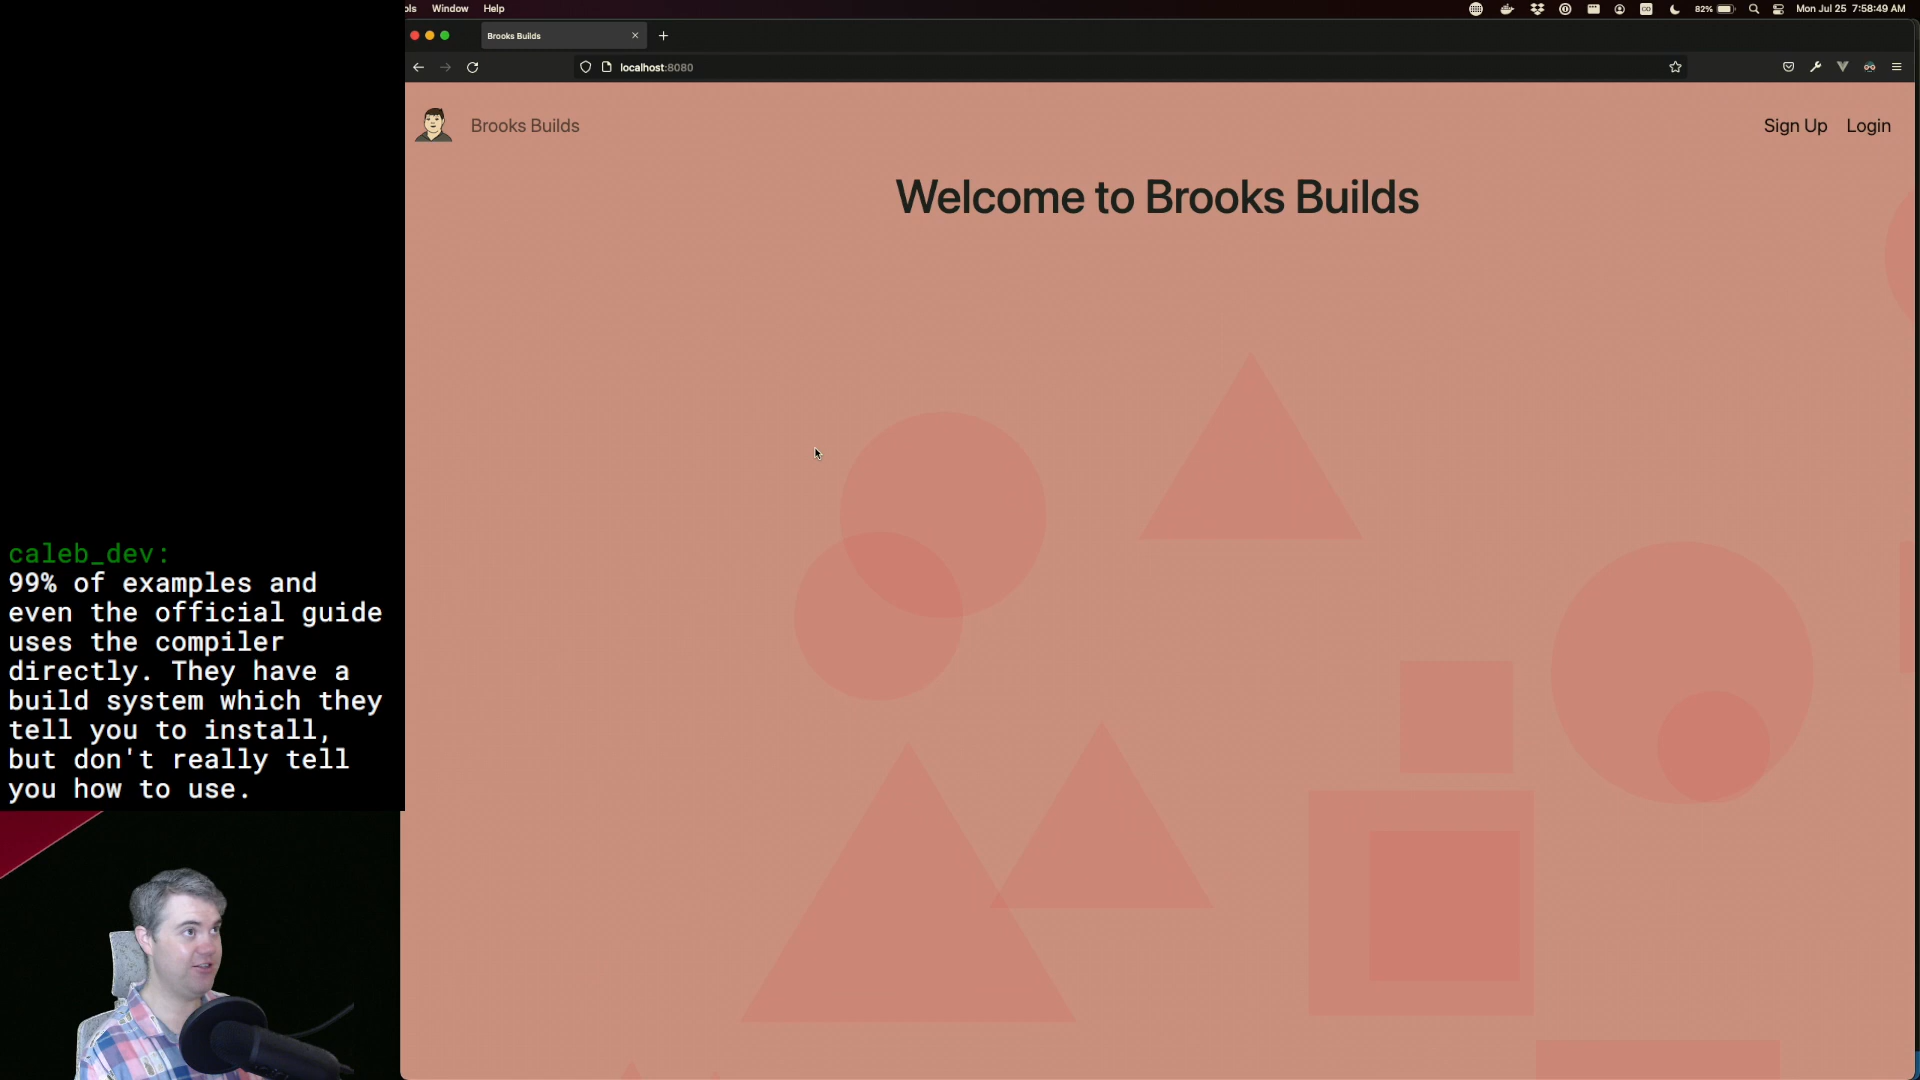 ols Window Help
82% Mon Jul 25 7:58:49 AM
Brooks Builds
localhost:8080
Brooks Builds
Sign Up Login
Welcome to Brooks Builds
caleb_dev:
99% of examples and
even the official guide
uses the compiler
directly. They have a
build system which they
tell you to install,
but don't really tell
you how to use.